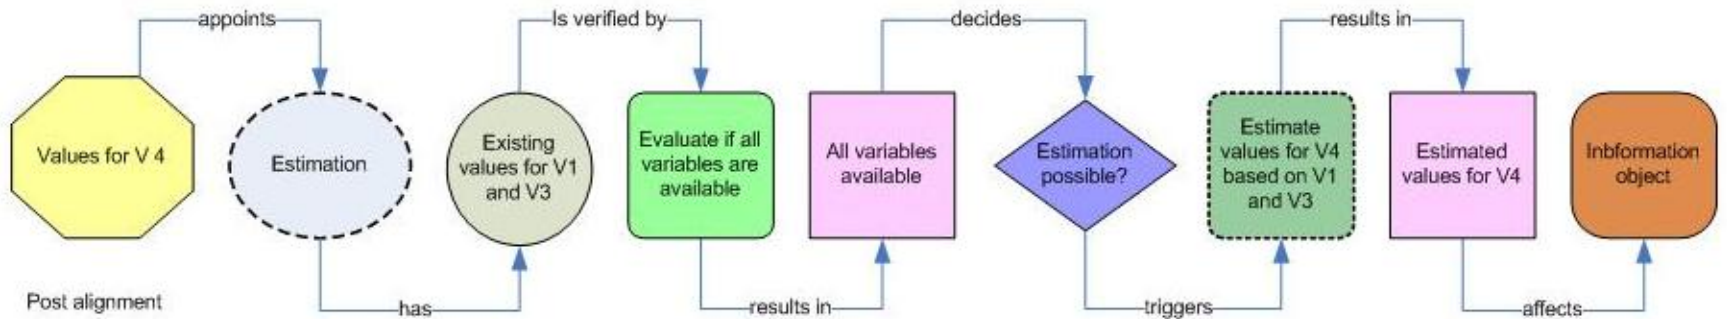 appoints
Is verified by
decides
results in
Values for V 4
Estimation
Existing
values for V1
and V3
Evaluate if all
variables are
available
All variables
available
Estimation
possible?
Estimate
values for V4
based on V1
and V3
Estimated
values for V4
Inbformation
object
Post alignment
has
results in
triggers
affects